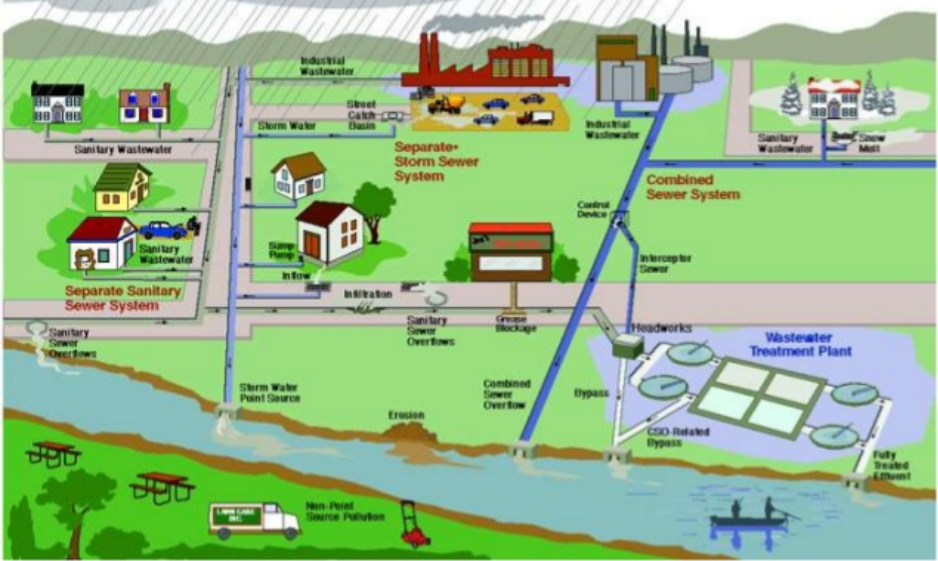 Industrial
Wastewater
Street
Catch
Basin
Storm Water
Separate-
Storm Sewer
System
Industrial
Wastewater
Sanitary
Wastewater
Snow
Melt
Sanitary Wastewater
Combined
Sewer System
Control
Device
Sanitary
Wastewater
Sump
Pump
Inflow
Interceptor
Sewer
Separate Sanitary
Sewer System
Infiltration
Sanitary
Sewer
Overflows
Grease
Blockage
Sanitary
Sewer
Overflows
Headworks
Wastewater
Treatment Plant
Storm Water
Point Source
Combined
Sewer
Overflow
Bypass
Erosion
CSO-Related
Bypass
Fully
Treated
Effluent
LAWN CARE
INC.
Non-Point
Source Pollution